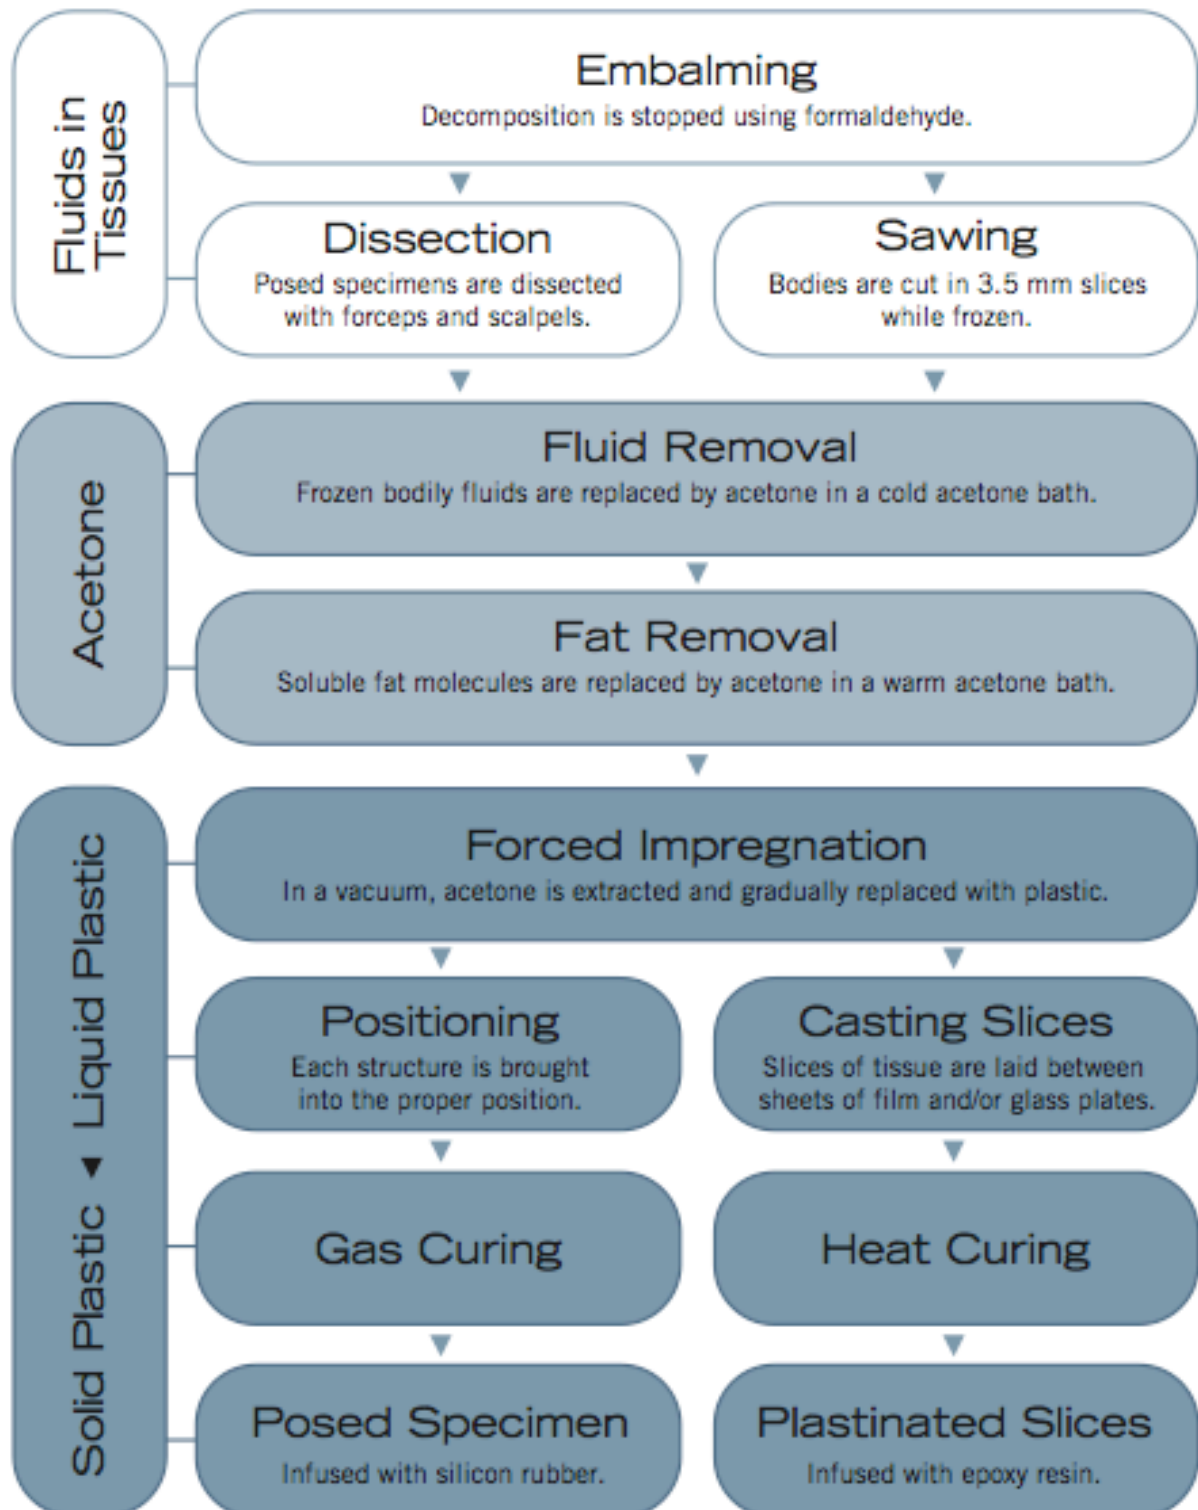 Fluids in
Tissues
Embalming
Decomposition is stopped using formaldehyde.
Dissection
Posed specimens are dissected
with forceps and scalpels.
Sawing
Bodies are cut in 3.5 mm slices
while frozen.
Acetone
Fluid Removal
Frozen bodily fluids are replaced by acetone in a cold acetone bath.
Fat Removal
Soluble fat molecules are replaced by acetone in a warm acetone bath.
Solid Plastic ◄ Liquid Plastic
Forced Impregnation
In a vacuum, acetone is extracted and gradually replaced with plastic.
Positioning
Each structure is brought
into the proper position.
Casting Slices
Slices of tissue are laid between
sheets of film and/or glass plates.
Gas Curing
Heat Curing
Posed Specimen
Infused with silicon rubber.
Plastinated Slices
Infused with epoxy resin.